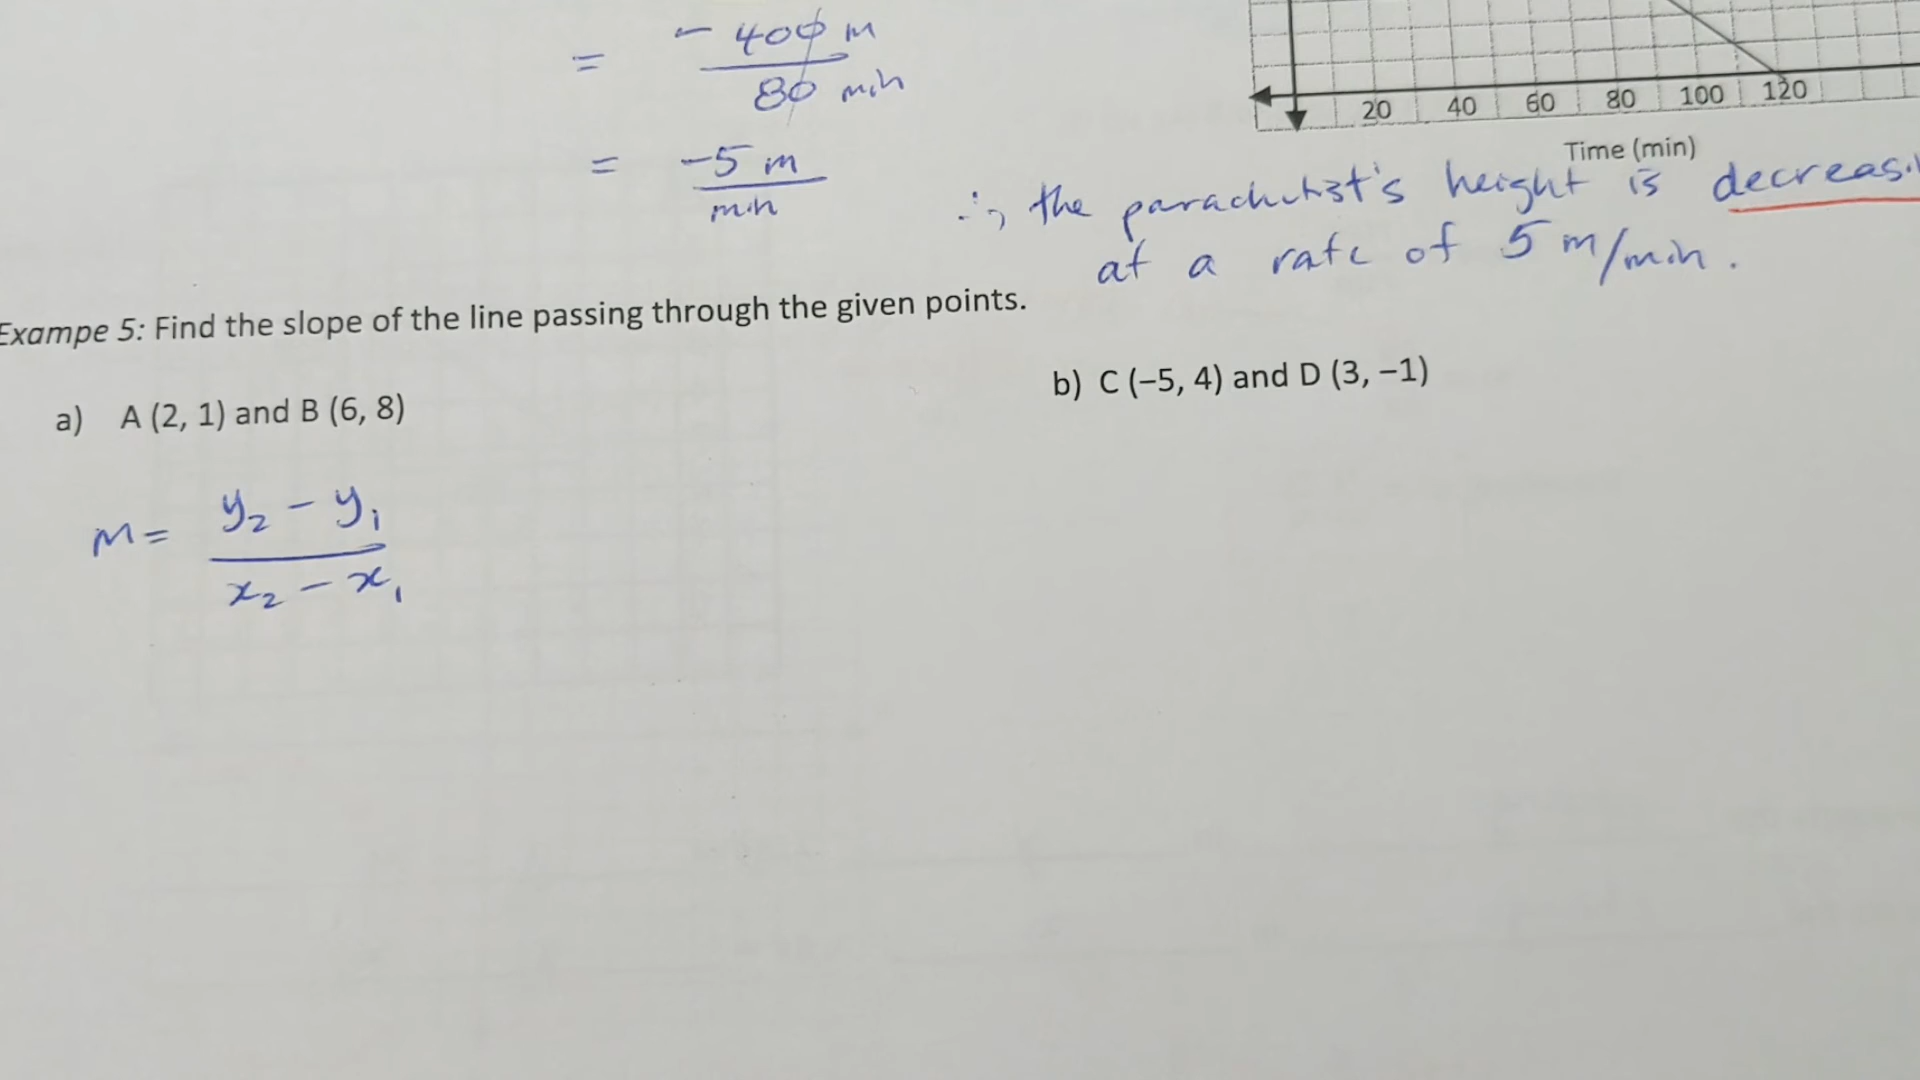 = - 400 m / 80 min
20 40 60 80 100 120
Time (min)
= -5 m / min
∴, the parachutist's height is
at a rate of 5 m/min.
Exampe 5: Find the slope of the line passing through the given points.
a) A (2, 1) and B (6, 8)
b) C (−5, 4) and D (3, −1)
m = y₂ - y₁ / x₂ - x₁